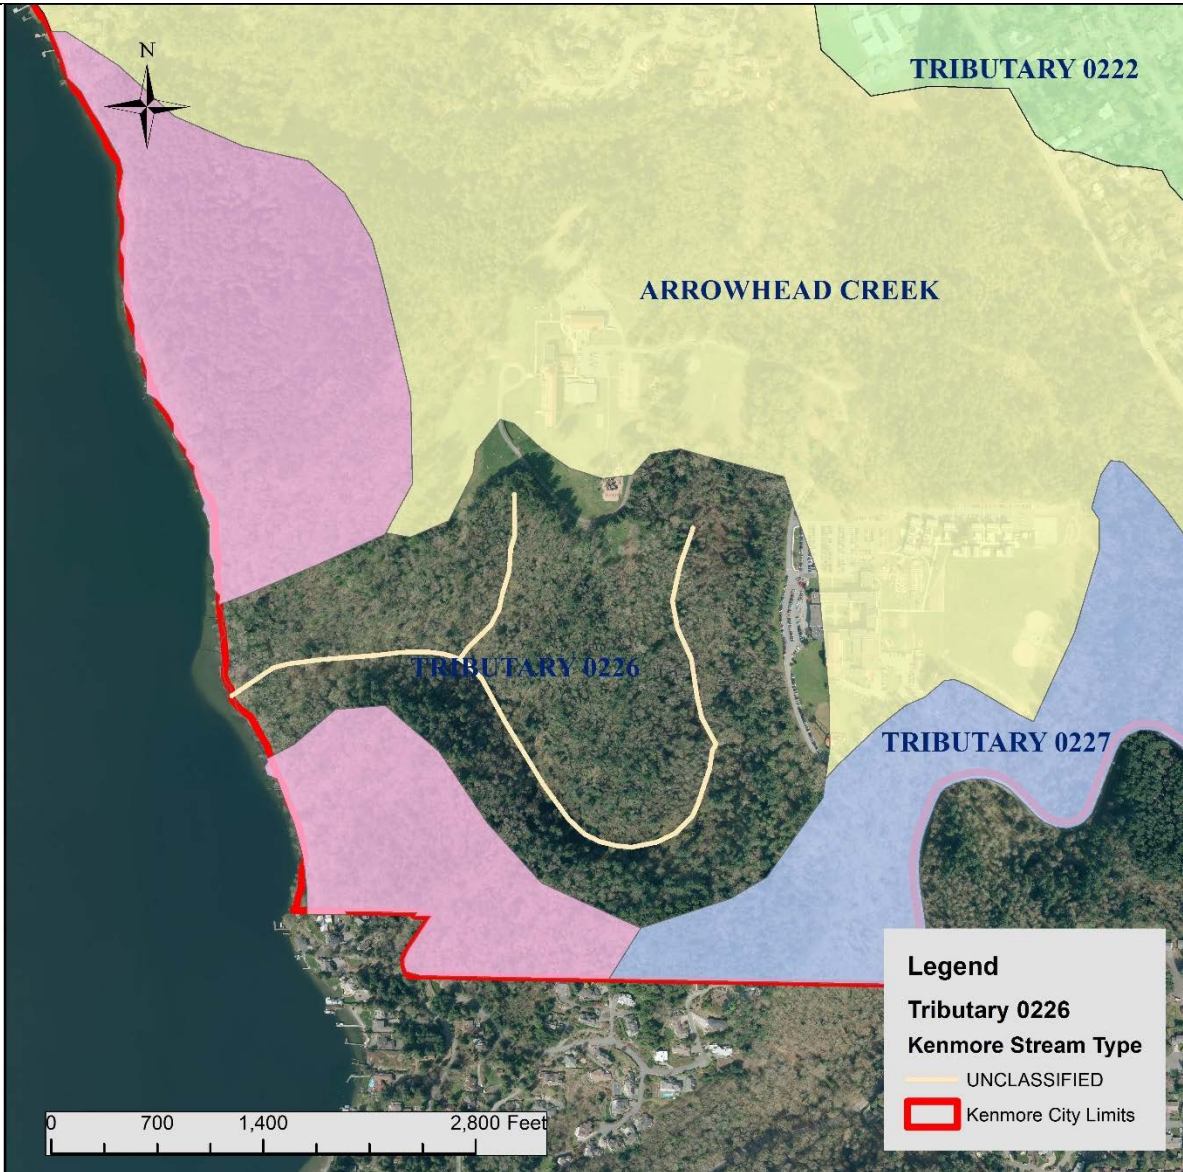 N
TRIBUTARY 0222
ARROWHEAD CREEK
TRIBUTARY 0226
TRIBUTARY 0227
Legend
Tributary 0226
Kenmore Stream Type
UNCLASSIFIED
Kenmore City Limits
0 700 1,400 2,800 Feet